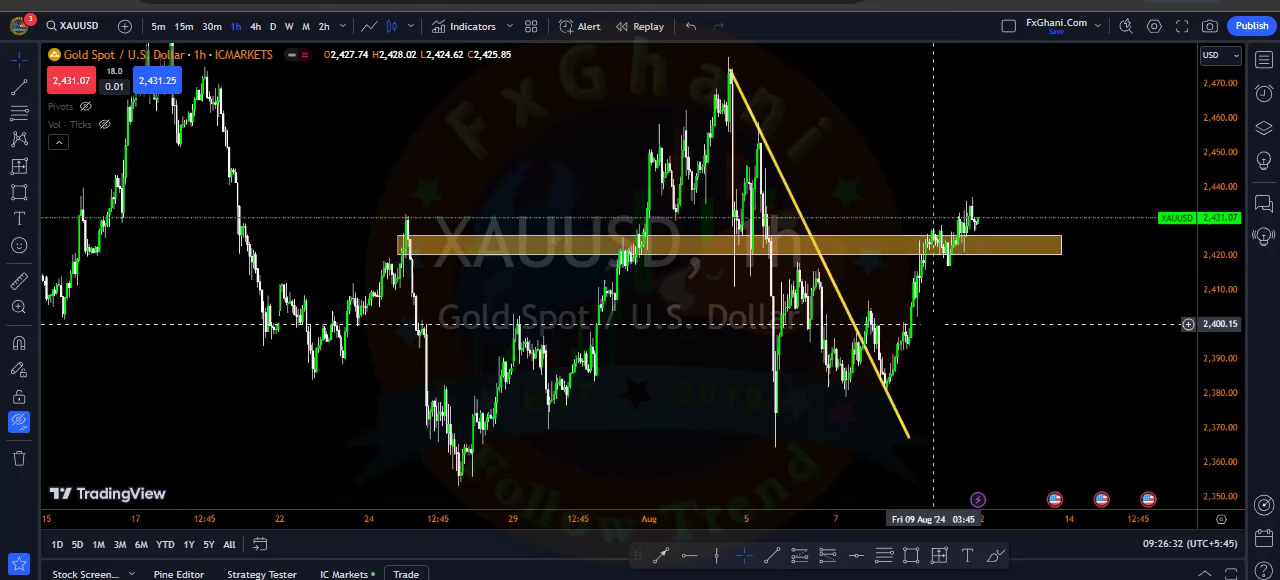 3
XAUUSD
5m 15m 30m 1h 4h D W M 2h
Indicators
Alert
Replay
FxGhani.Com
Save
Publish
Gold Spot / U.S. Dollar · 1h · ICMARKETS
O2,427.74 H2,428.02 L2,424.62 C2,425.85
USD
2,431.07
18.0
0.01
2,431.25
Pivots
Vol - Ticks
FxGhani
XAUUSD, 1h
Gold Spot / U.S. Dollar
Follow Trend
2,470.00
2,460.00
2,450.00
2,440.00
XAUUSD 2,431.07
2,420.00
2,410.00
2,400.15
2,390.00
2,380.00
2,370.00
2,360.00
2,350.00
TradingView
15 17 12:45 22 24 12:45 29 12:45 Aug 5 7 Fri 09 Aug '24 03:45 2 14 12:45
1D 5D 1M 3M 6M YTD 1Y 5Y All
09:26:32 (UTC+5:45)
Stock Screen... Pine Editor Strategy Tester IC Markets Trade